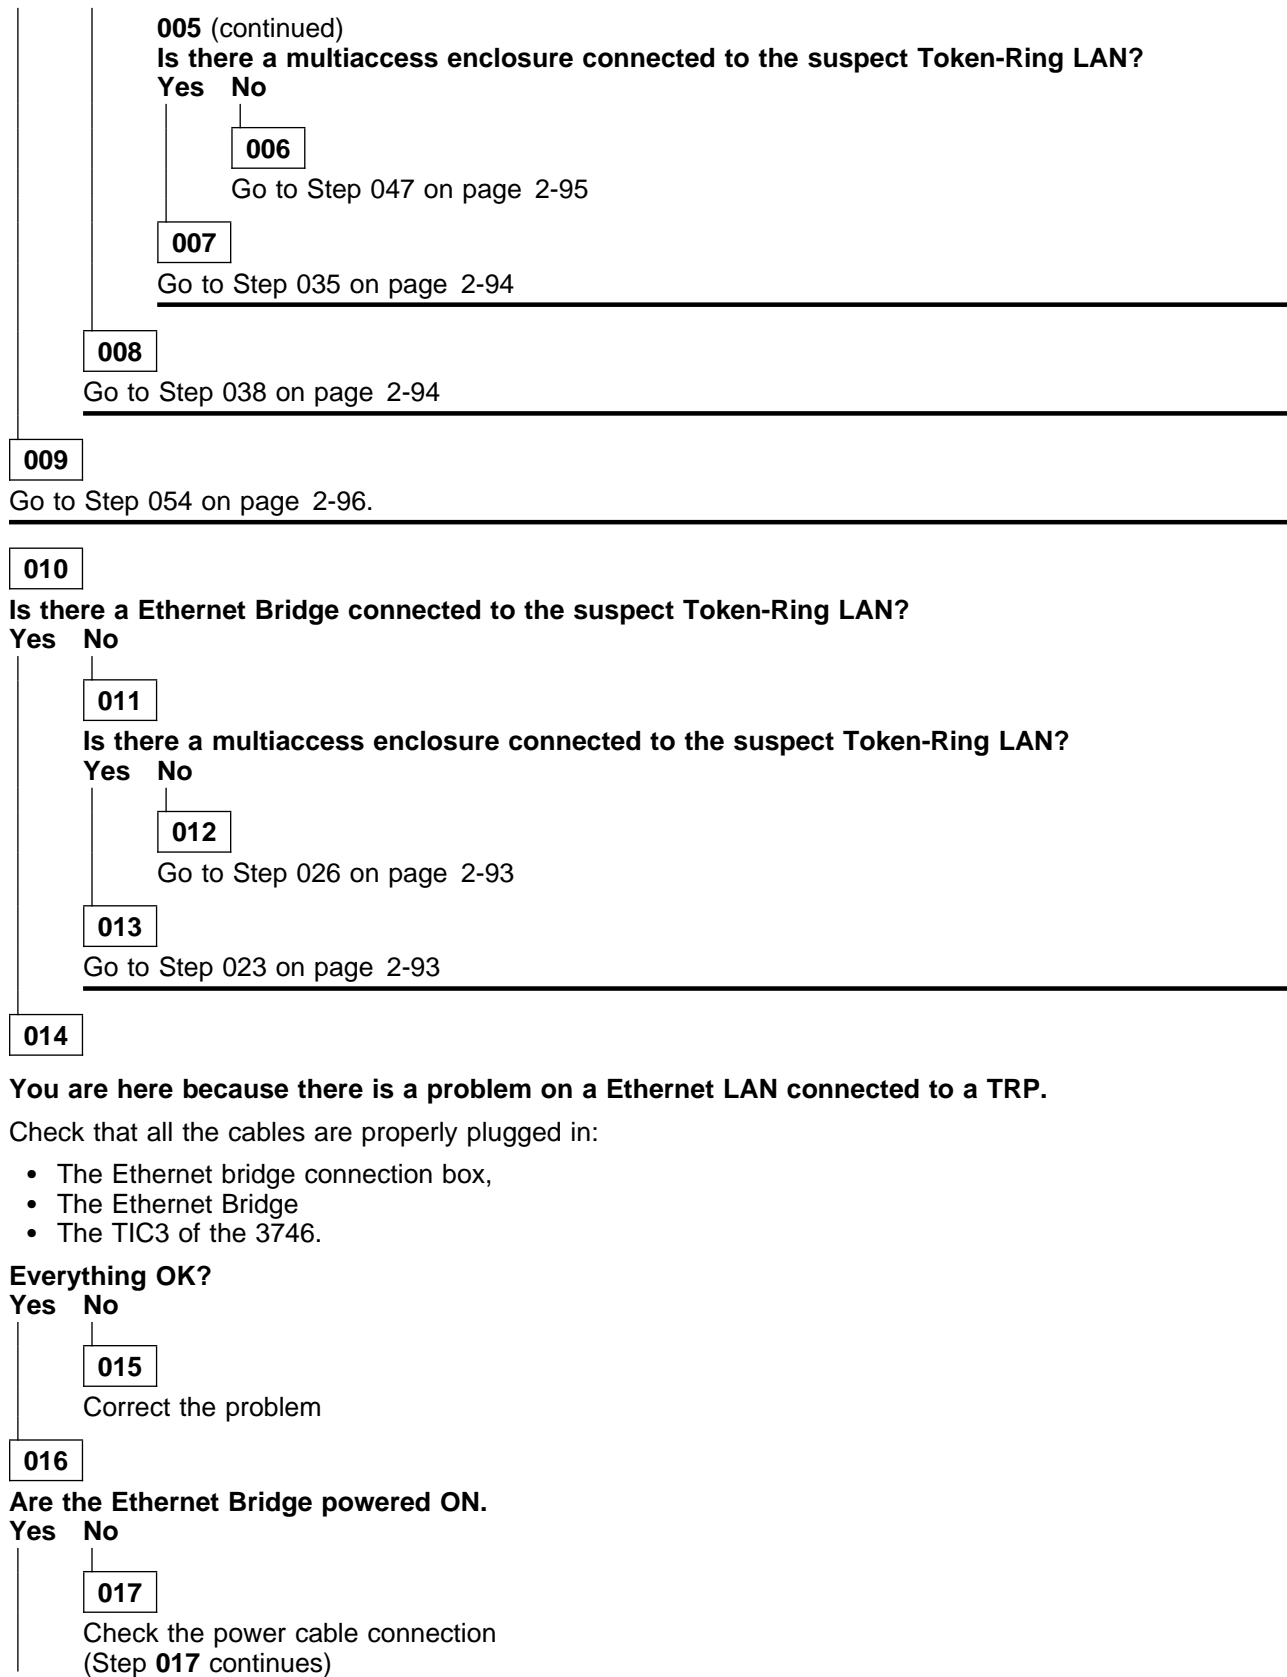 005 (continued)
Is there a multiaccess enclosure connected to the suspect Token-Ring LAN?
Yes No
006
Go to Step 047 on page 2-95
007
Go to Step 035 on page 2-94
008
Go to Step 038 on page 2-94
009
Go to Step 054 on page 2-96.
010
Is there a Ethernet Bridge connected to the suspect Token-Ring LAN?
Yes No
011
Is there a multiaccess enclosure connected to the suspect Token-Ring LAN?
Yes No
012
Go to Step 026 on page 2-93
013
Go to Step 023 on page 2-93
014
You are here because there is a problem on a Ethernet LAN connected to a TRP.
Check that all the cables are properly plugged in:
• The Ethernet bridge connection box,
• The Ethernet Bridge
• The TIC3 of the 3746.
Everything OK?
Yes No
015
Correct the problem
016
Are the Ethernet Bridge powered ON.
Yes No
017
Check the power cable connection
(Step 017 continues)